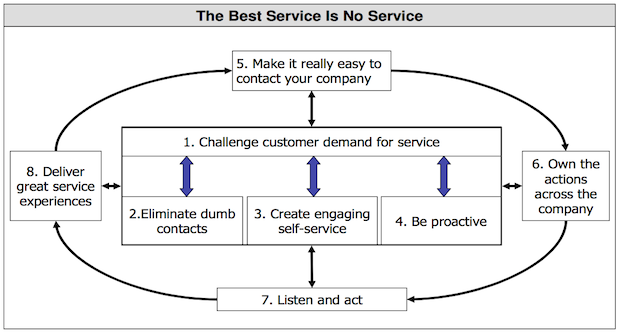 The Best Service Is No Service
5. Make it really easy to
contact your company
1. Challenge customer demand for service
8. Deliver
great service
experiences
6. Own the
actions
across the
company
2.Eliminate dumb
contacts
3. Create engaging
self-service
4. Be proactive
7. Listen and act